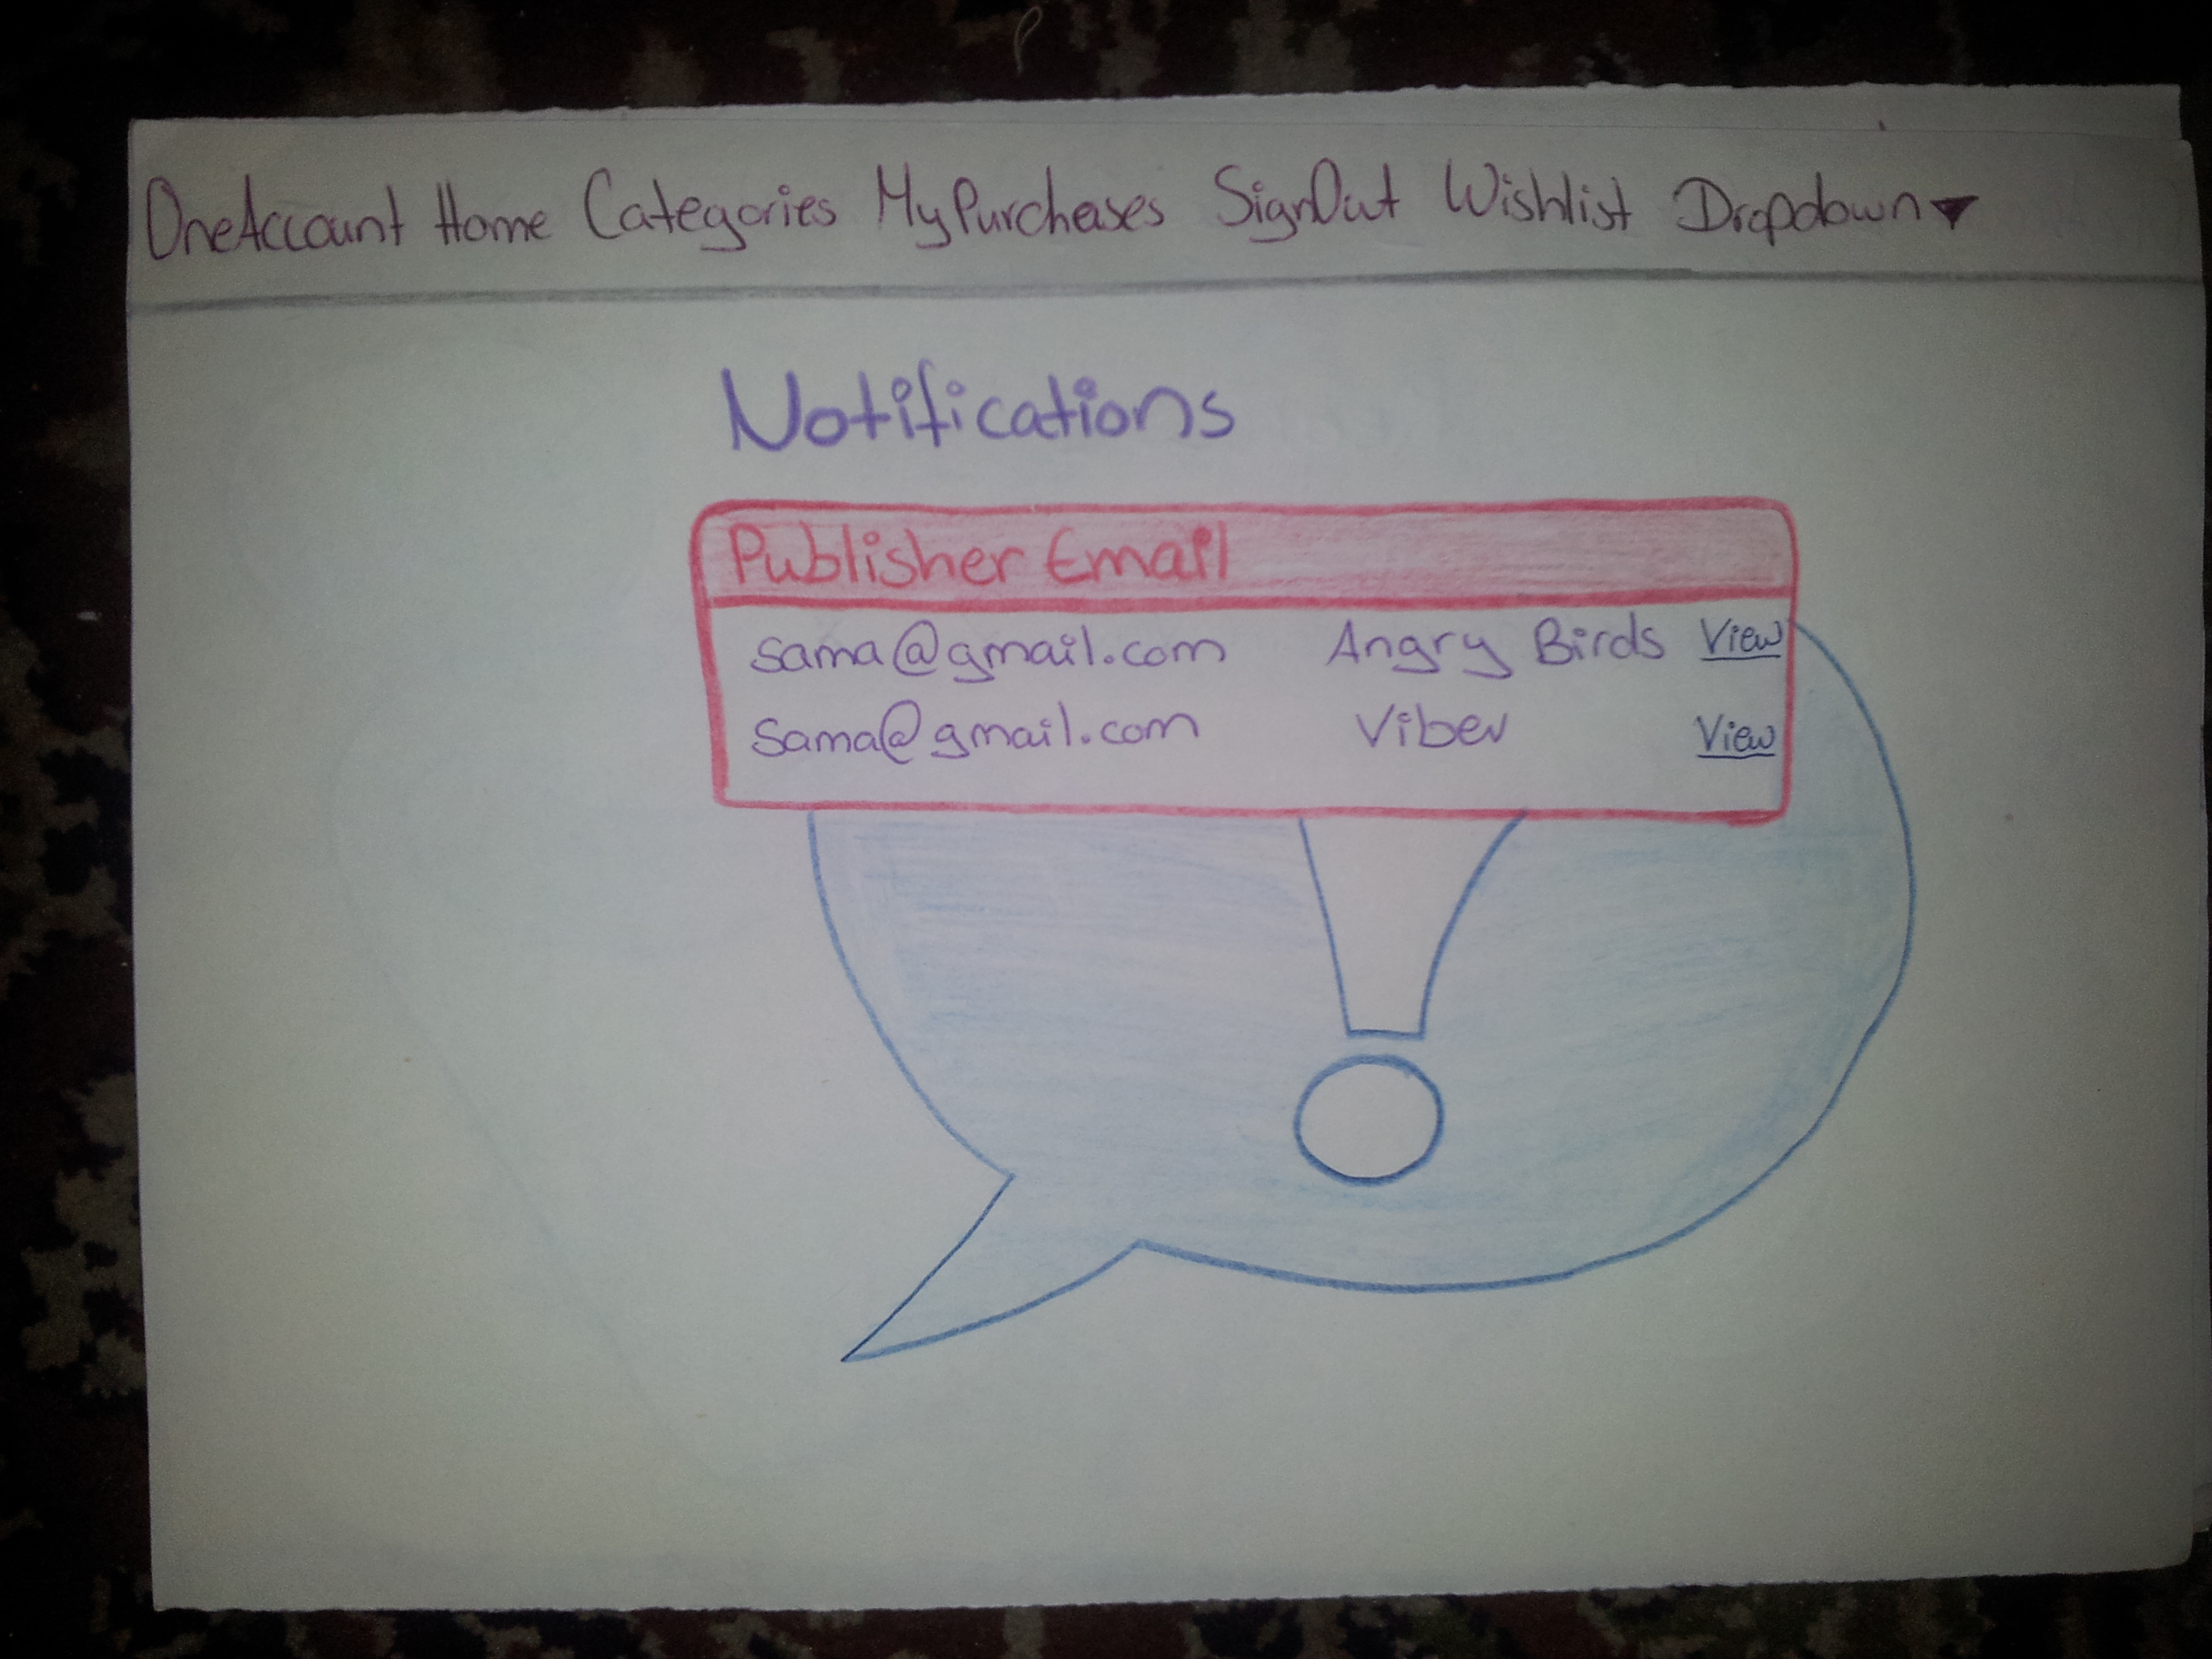 OneAccount Home Categories MyPurchases SignOut Wishlist Dropdown
Notifications
Publisher Email
sama@gmail.com Angry Birds View
sama@gmail.com Viber View